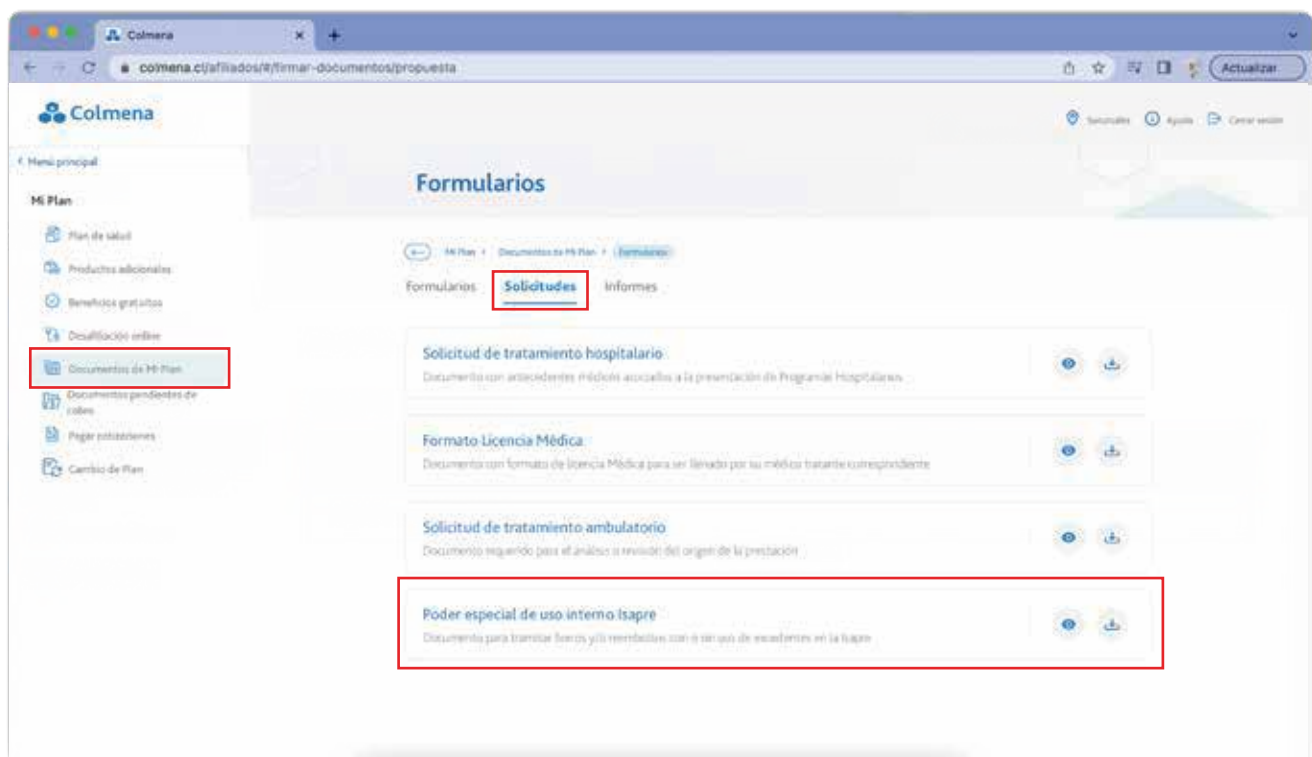 Colmena
colmena.cl/afiliados/#/firmar-documentos/propuesta
Actualizar
Colmena
Sucursales Ayuda Cerrar sesión
Menú principal
Formularios
Mi Plan
Plan de salud
Productos adicionales
Beneficios gratuitos
Desafiliación online
Documentos de Mi Plan
Documentos pendientes de
cobro
Pagar cotizaciones
Cambio de Plan
Mi Plan Documentos de Mi Plan Formularios
Formularios Solicitudes Informes
Solicitud de tratamiento hospitalario
Documento con antecedentes médicos asociados a la presentación de Programas Hospitalarios
Formato Licencia Médica
Documento con formato de licencia Médica para ser llenado por su médico tratante correspondiente
Solicitud de tratamiento ambulatorio
Documento requerido para el análisis o revisión del origen de la prestación
Poder especial de uso interno Isapre
Documento para tramitar bonos y/o reembolsos con o sin uso de excedentes en la Isapre